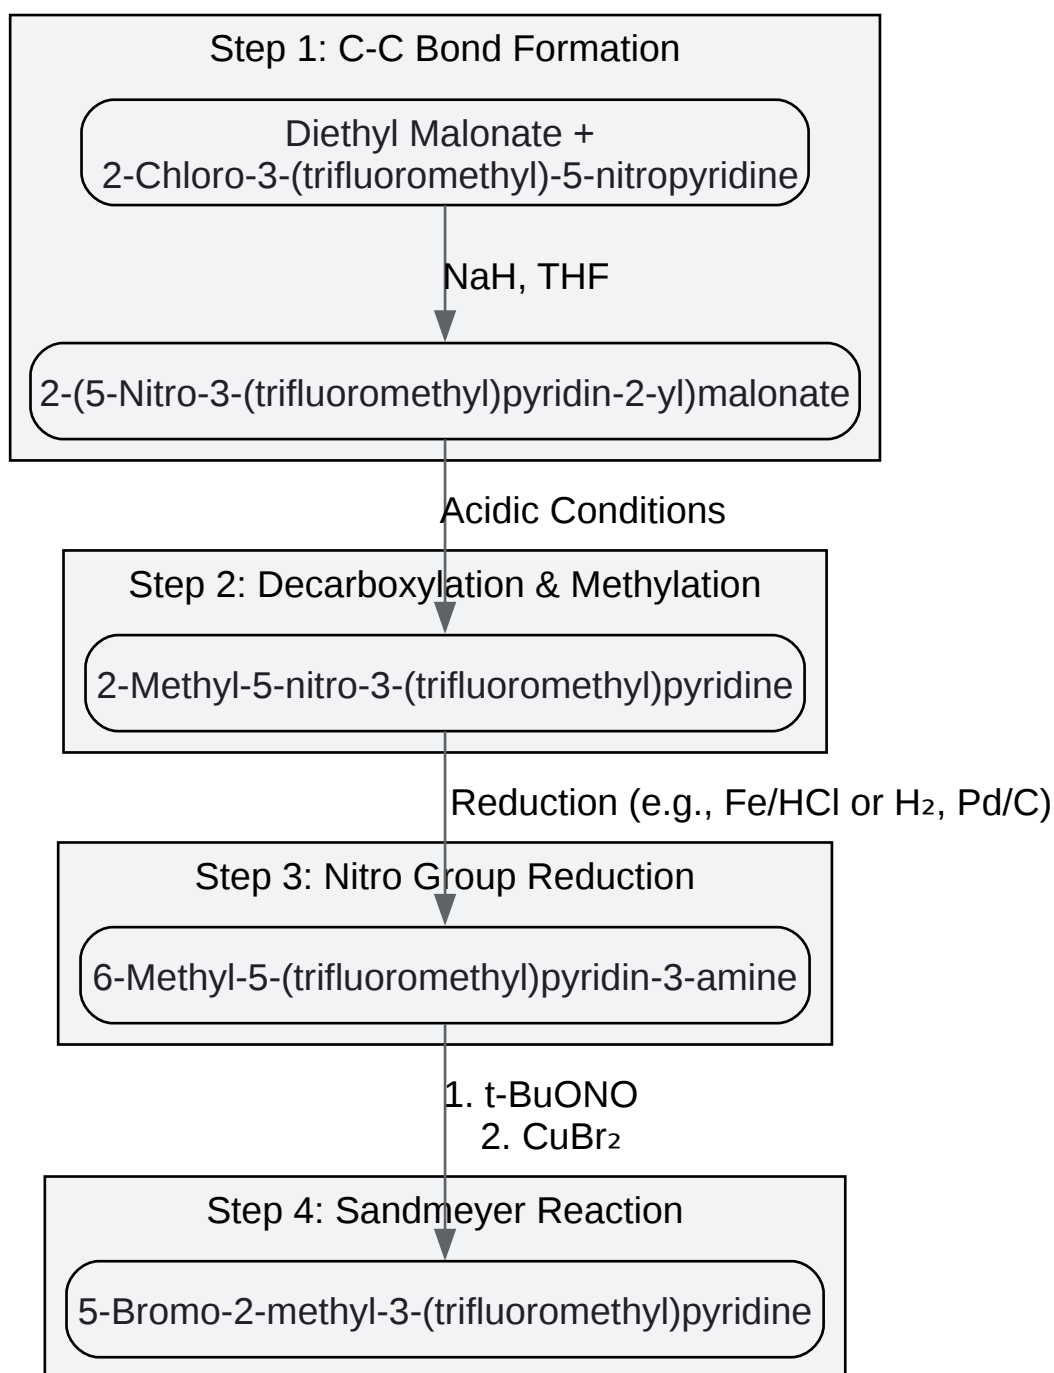 Step 1: C-C Bond Formation
Diethyl Malonate +
2-Chloro-3-(trifluoromethyl)-5-nitropyridine
NaH, THF
2-(5-Nitro-3-(trifluoromethyl)pyridin-2-yl)malonate
Acidic Conditions
Step 2: Decarboxylation & Methylation
2-Methyl-5-nitro-3-(trifluoromethyl)pyridine
Reduction (e.g., Fe/HCl or H₂, Pd/C)
Step 3: Nitro Group Reduction
6-Methyl-5-(trifluoromethyl)pyridin-3-amine
1. t-BuONO
2. CuBr₂
Step 4: Sandmeyer Reaction
5-Bromo-2-methyl-3-(trifluoromethyl)pyridine